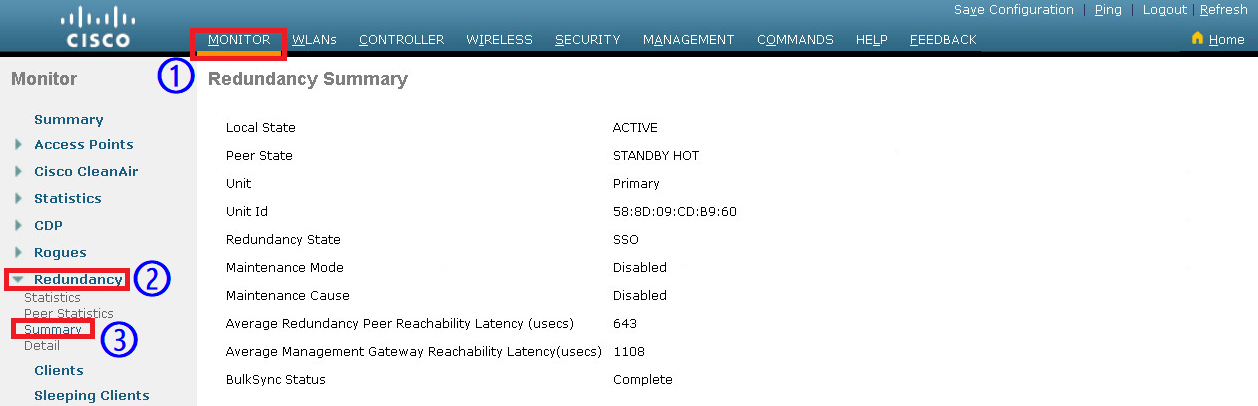 Save Configuration | Ping | Logout | Refresh
CISCO
MONITOR WLANs CONTROLLER WIRELESS SECURITY MANAGEMENT COMMANDS HELP FEEDBACK Home
1
Monitor
Summary
Access Points
Cisco CleanAir
Statistics
CDP
Rogues
Redundancy
2
Statistics
Peer Statistics
Summary
3
Detail
Clients
Sleeping Clients
Redundancy Summary
Local State ACTIVE
Peer State STANDBY HOT
Unit Primary
Unit Id 58:8D:09:CD:B9:60
Redundancy State SSO
Maintenance Mode Disabled
Maintenance Cause Disabled
Average Redundancy Peer Reachability Latency (usecs) 643
Average Management Gateway Reachability Latency(usecs) 1108
BulkSync Status Complete